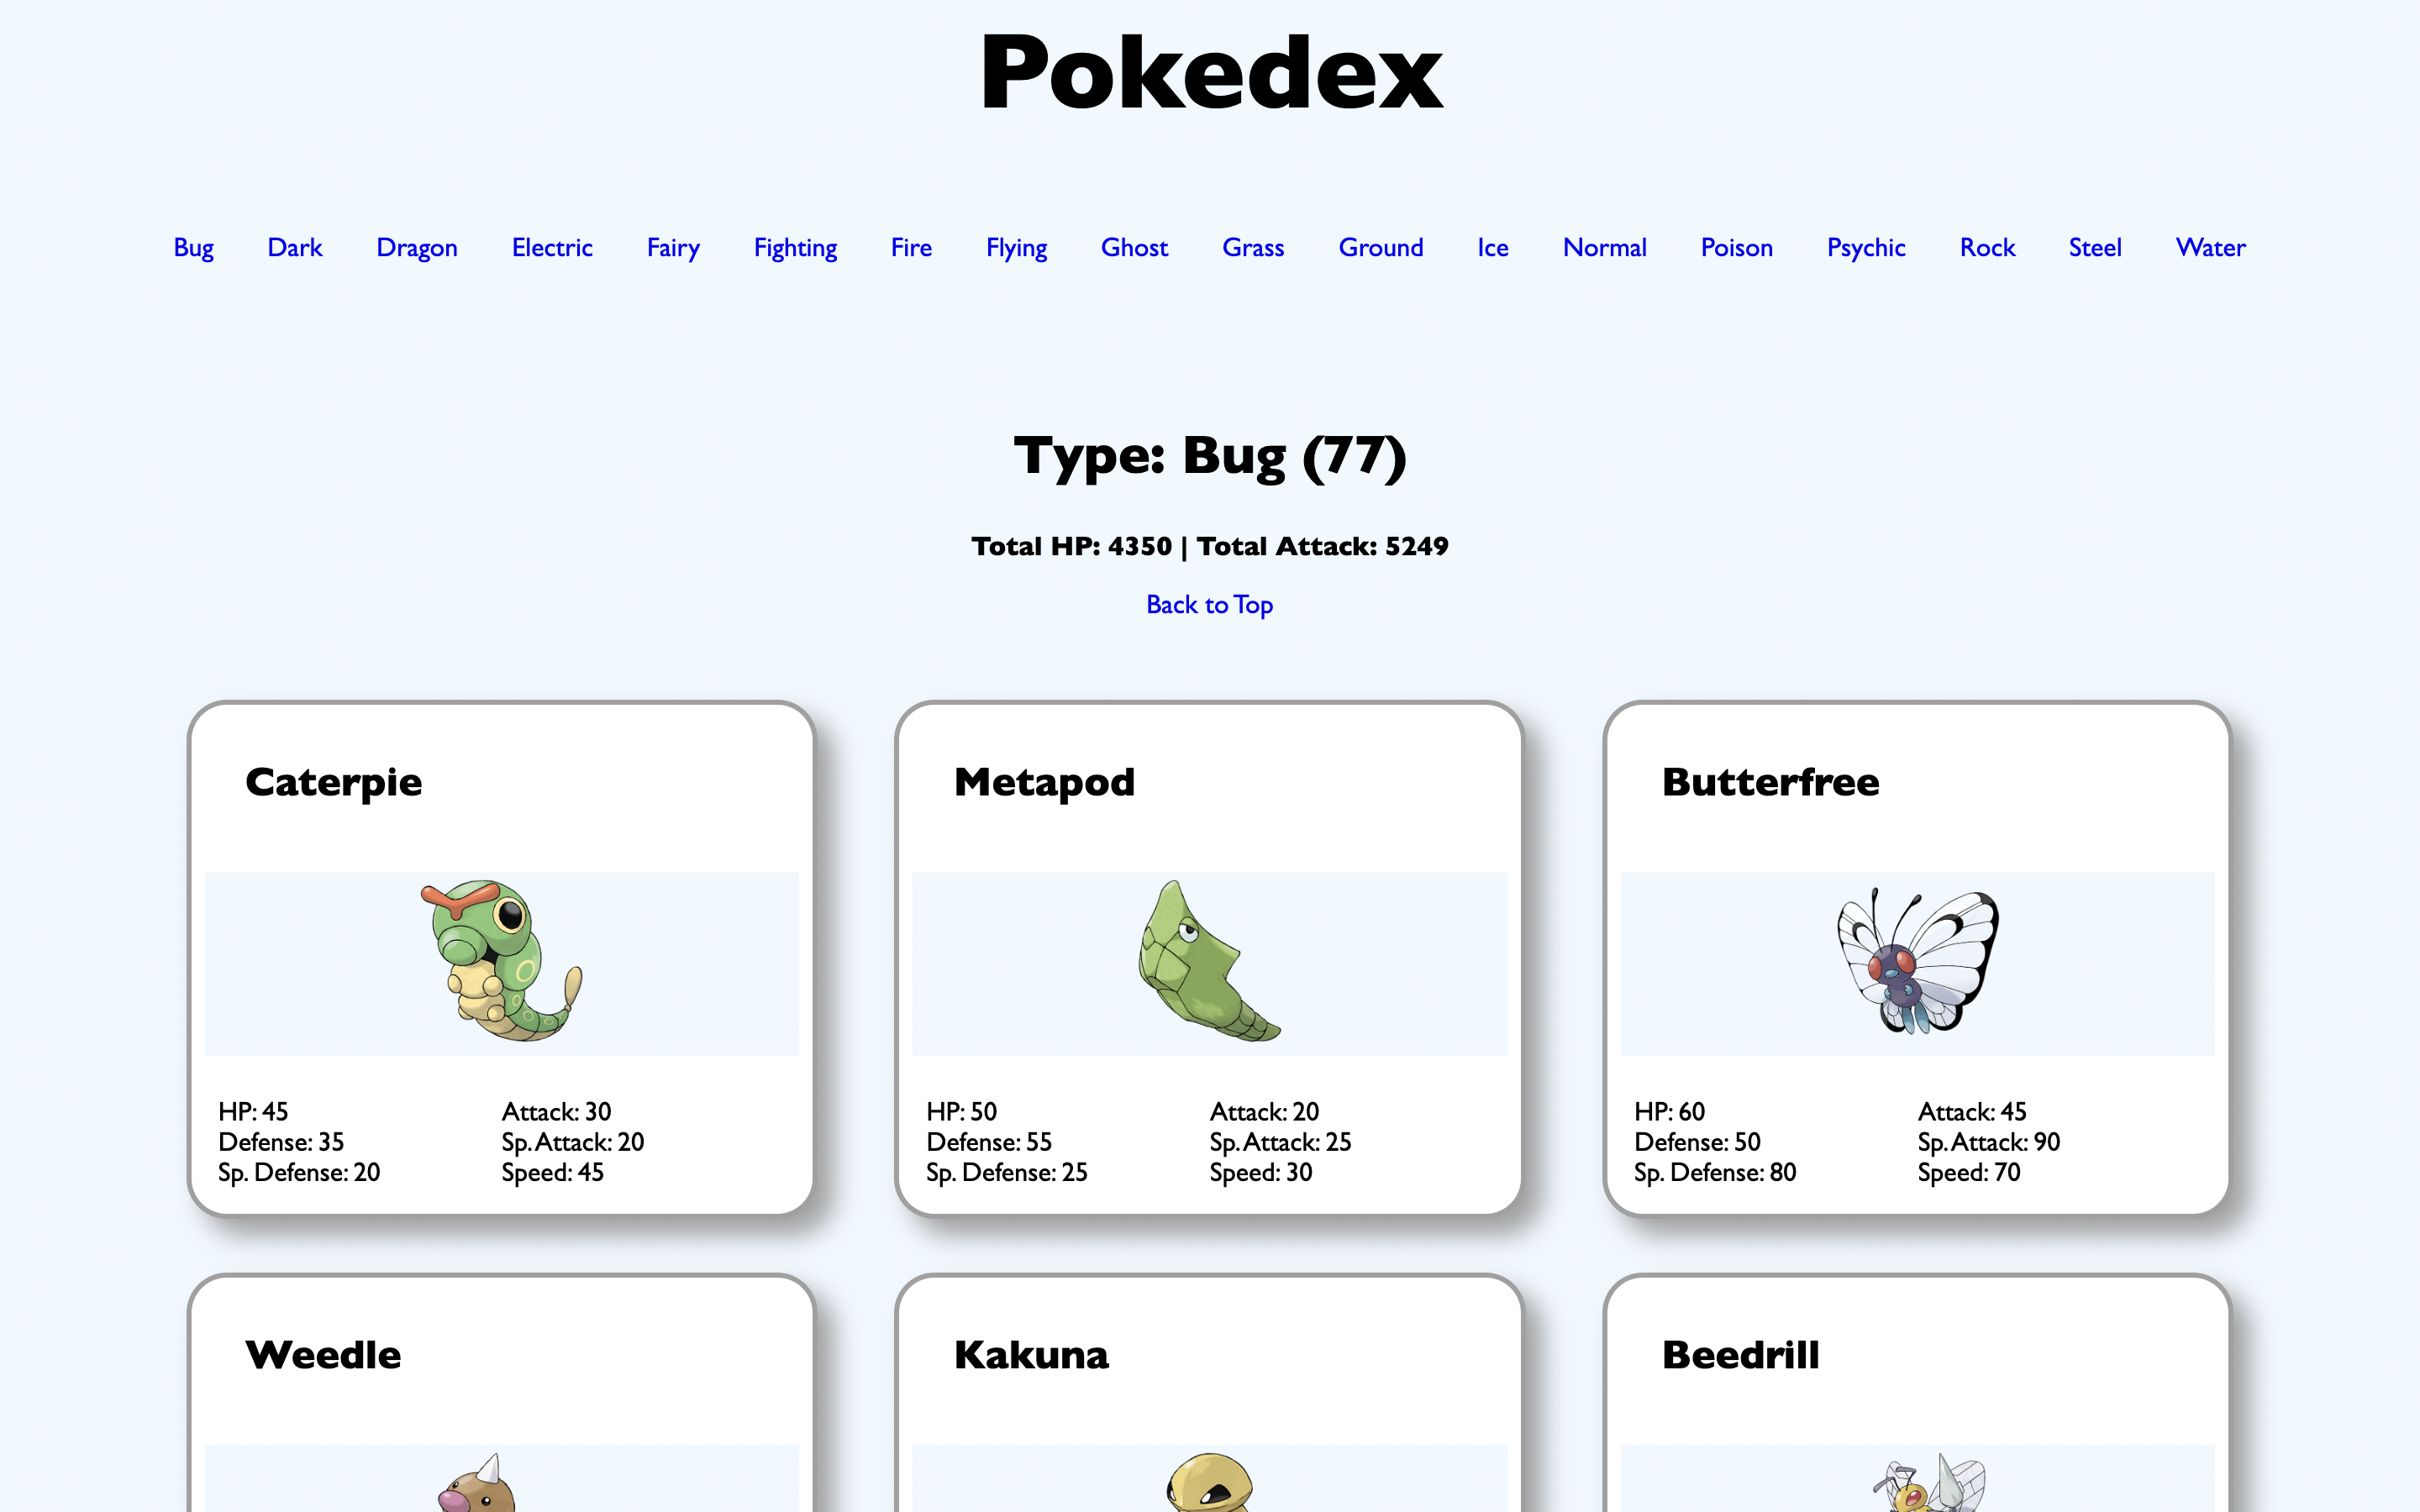 Pokedex
Bug Dark Dragon Electric Fairy Fighting Fire Flying Ghost Grass Ground Ice Normal Poison Psychic Rock Steel Water
Type: Bug (77)
Total HP: 4350 | Total Attack: 5249
Back to Top
Caterpie
HP: 45 Attack: 30
Defense: 35 Sp. Attack: 20
Sp. Defense: 20 Speed: 45
Metapod
HP: 50 Attack: 20
Defense: 55 Sp. Attack: 25
Sp. Defense: 25 Speed: 30
Butterfree
HP: 60 Attack: 45
Defense: 50 Sp. Attack: 90
Sp. Defense: 80 Speed: 70
Weedle
Kakuna
Beedrill